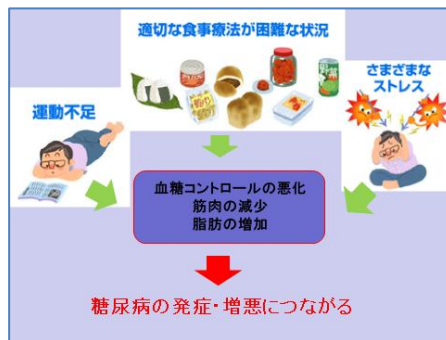 適切な食事療法が困難な状況
運動不足
さまざまな
ストレス
血糖コントロールの悪化
筋肉の減少
脂肪の増加
糖尿病の発症・増悪につながる